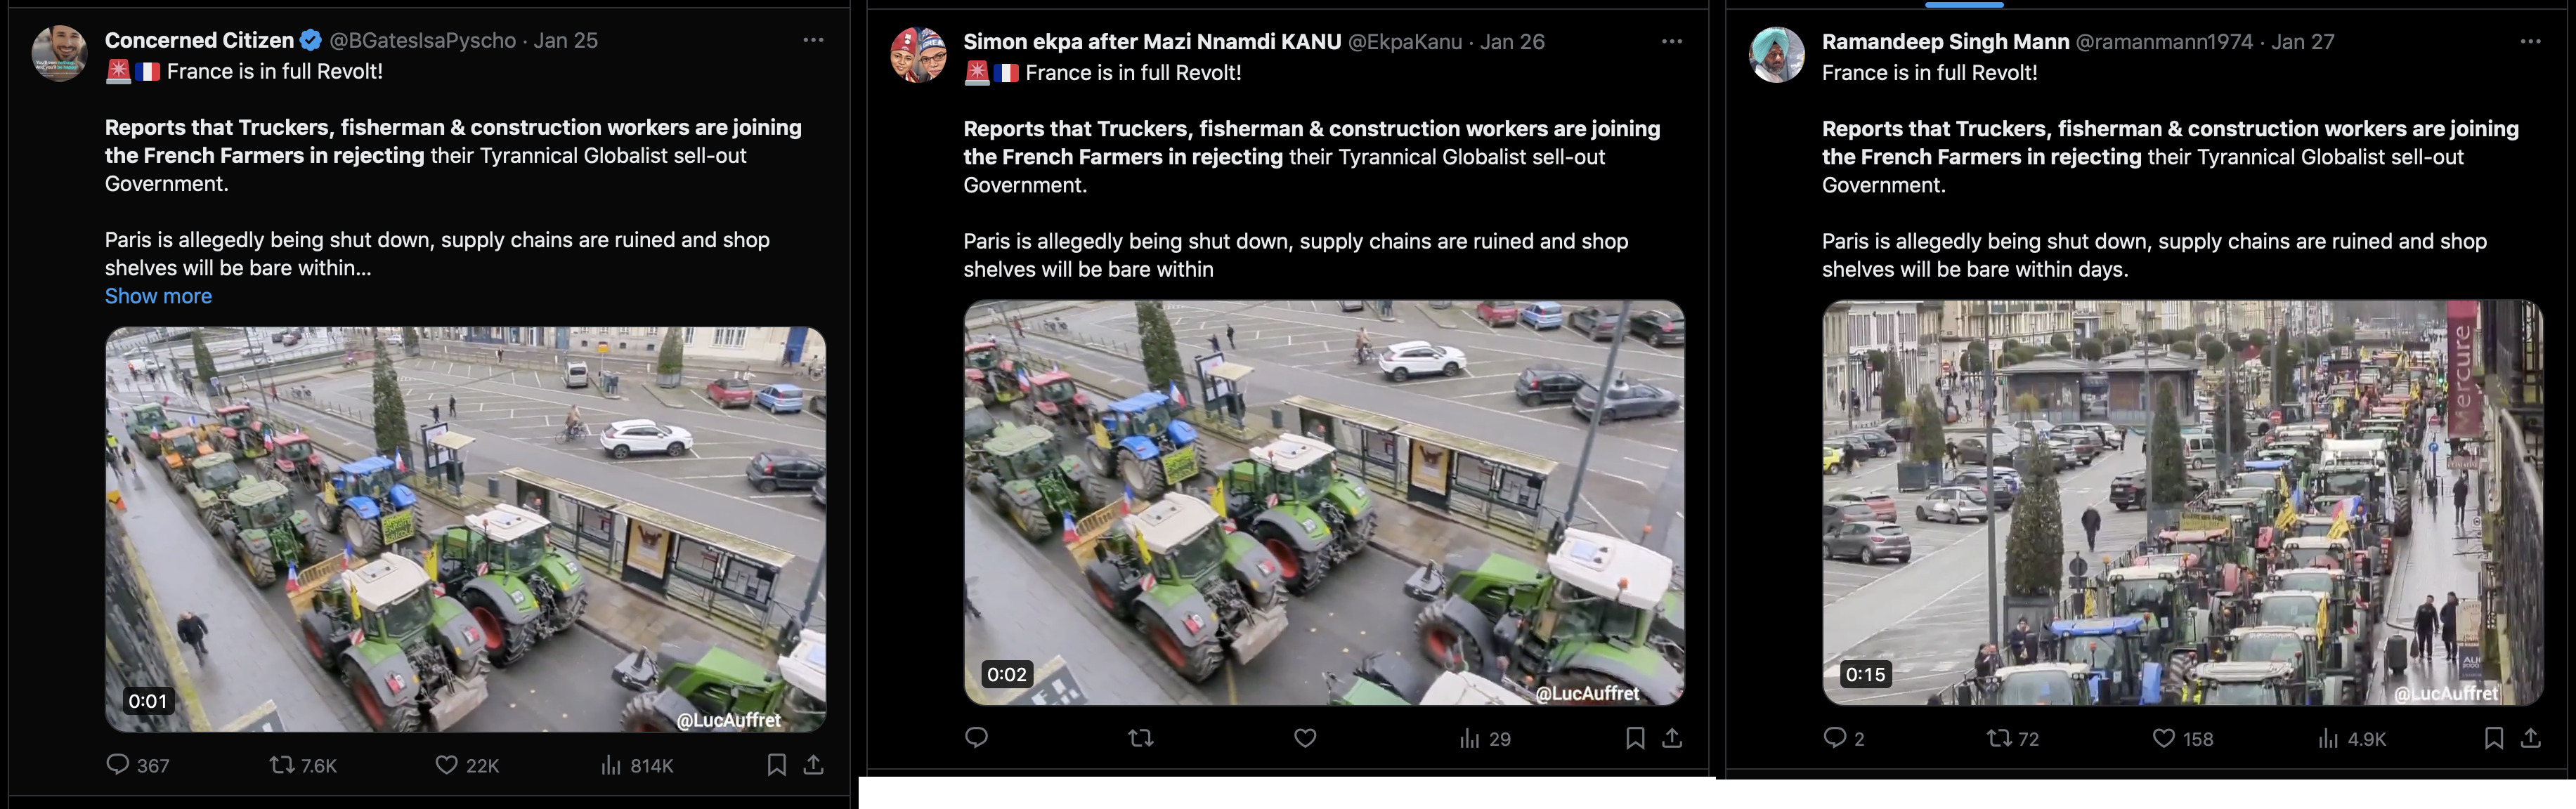 Concerned Citizen @BGatesIsaPyscho · Jan 25
France is in full Revolt!
Reports that Truckers, fisherman & construction workers are joining
the French Farmers in rejecting their Tyrannical Globalist sell-out
Government.
Paris is allegedly being shut down, supply chains are ruined and shop
shelves will be bare within...
Show more
0:01
@LucAuffret
367 7.6K 22K 814K
Simon ekpa after Mazi Nnamdi KANU @EkpaKanu · Jan 26
France is in full Revolt!
Reports that Truckers, fisherman & construction workers are joining
the French Farmers in rejecting their Tyrannical Globalist sell-out
Government.
Paris is allegedly being shut down, supply chains are ruined and shop
shelves will be bare within
0:02
@LucAuffret
29
Ramandeep Singh Mann @ramanmann1974 · Jan 27
France is in full Revolt!
Reports that Truckers, fisherman & construction workers are joining
the French Farmers in rejecting their Tyrannical Globalist sell-out
Government.
Paris is allegedly being shut down, supply chains are ruined and shop
shelves will be bare within days.
Mercure
0:15
@LucAuffret
2 72 158 4.9K